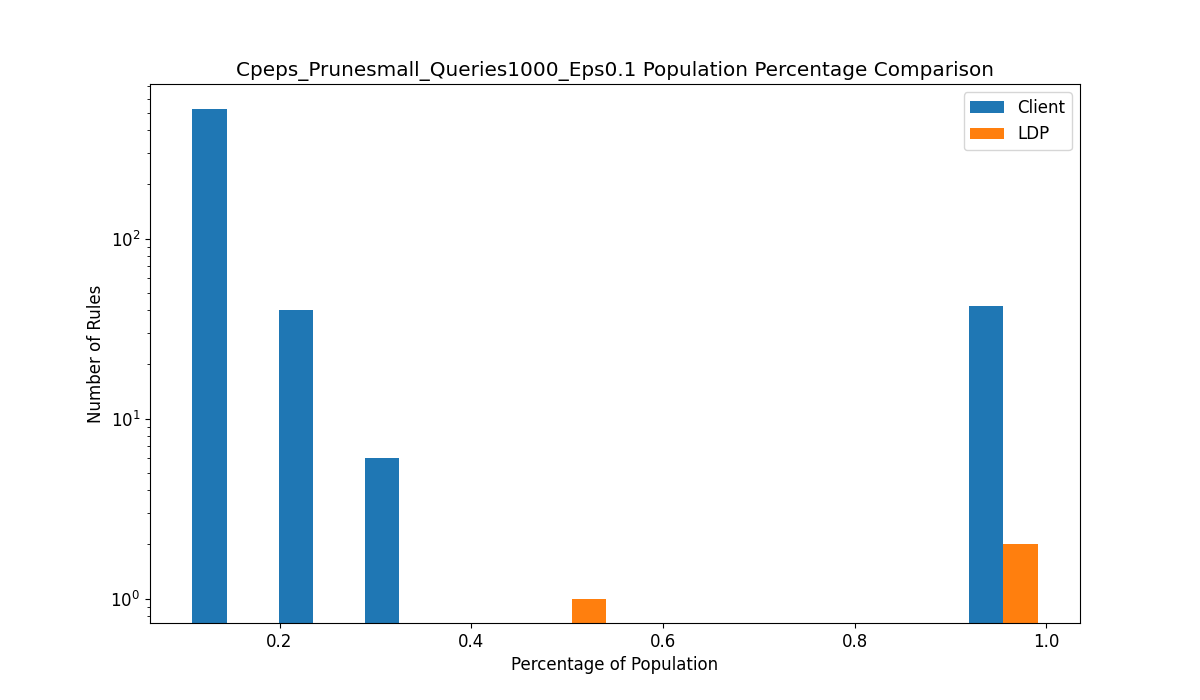 Cpeps_Prunesmall_Queries1000_Eps0.1 Population Percentage Comparison
Client
LDP
Number of Rules
10²
10¹
10⁰
0.2 0.4 0.6 0.8 1.0
Percentage of Population